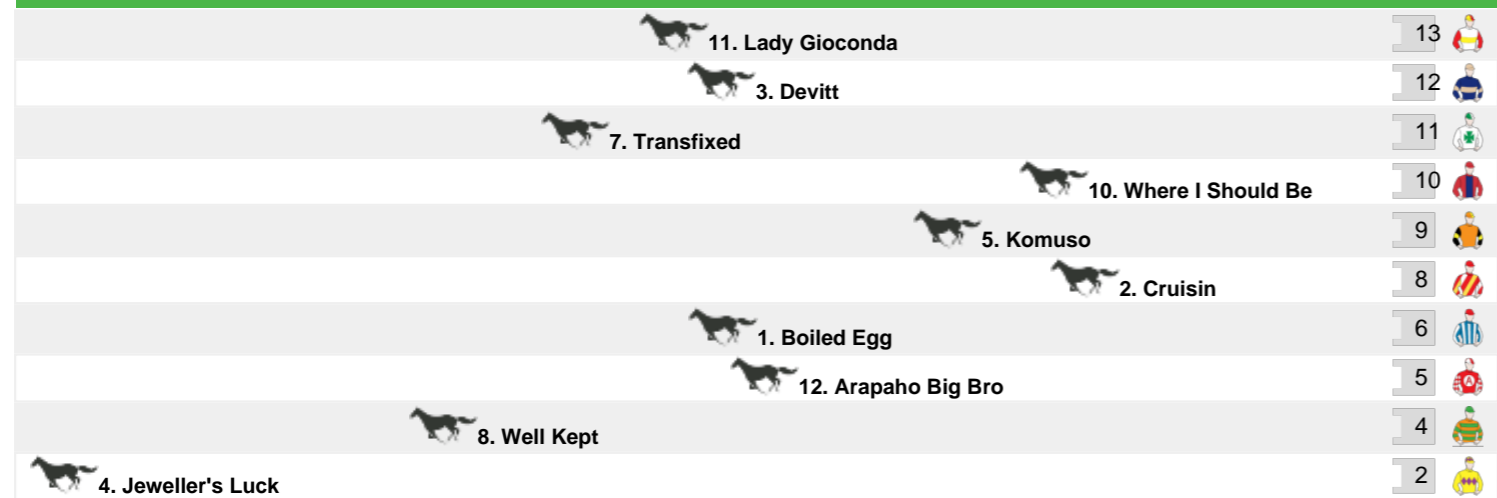 11. Lady Gioconda 13
3. Devitt 12
7. Transfixed 11
10. Where I Should Be 10
5. Komuso 9
2. Cruisin 8
1. Boiled Egg 6
12. Arapaho Big Bro 5 A
8. Well Kept 4
4. Jeweller's Luck 2